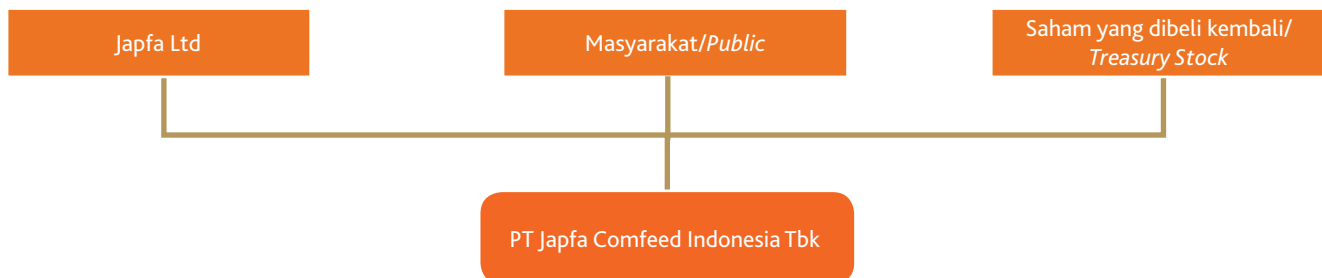 Japfa Ltd
Masyarakat/Public
Saham yang dibeli kembali/
Treasury Stock
PT Japfa Comfeed Indonesia Tbk